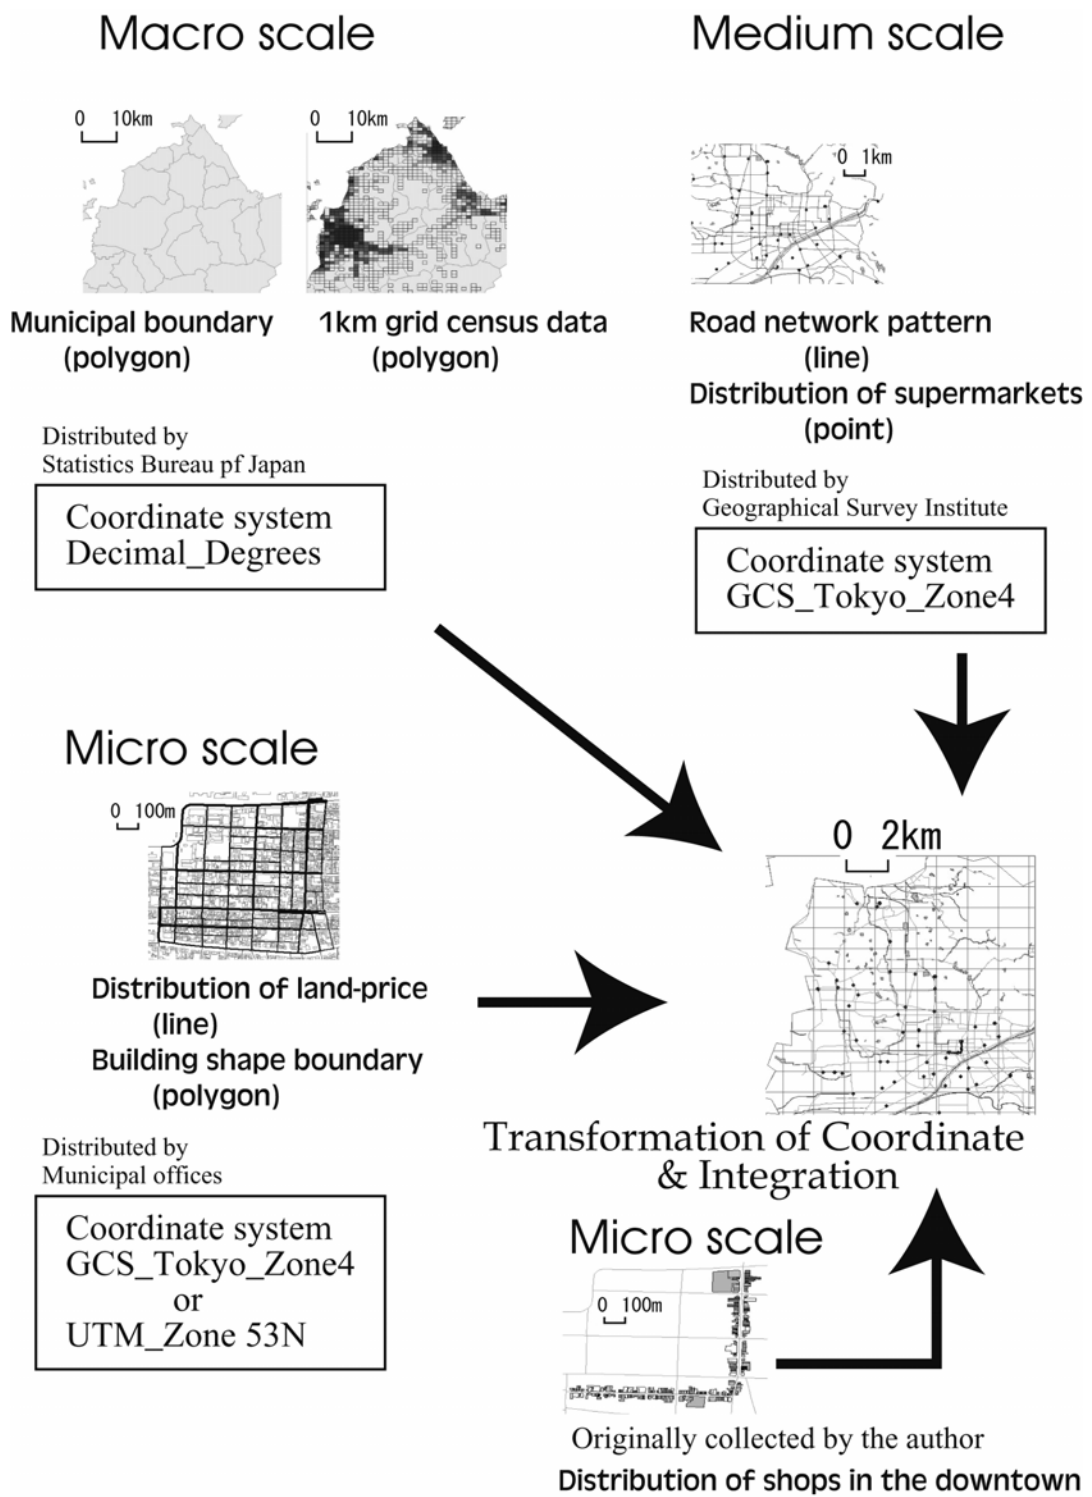 Macro scale
Medium scale
0 10km
0 10km
0 1km
Municipal boundary
(polygon)
1km grid census data
(polygon)
Road network pattern
(line)
Distribution of supermarkets
(point)
Distributed by
Statistics Bureau pf Japan
Coordinate system
Decimal_Degrees
Distributed by
Geographical Survey Institute
Coordinate system
GCS_Tokyo_Zone4
Micro scale
0 100m
Distribution of land-price
(line)
Building shape boundary
(polygon)
Distributed by
Municipal offices
Coordinate system
GCS_Tokyo_Zone4
or
UTM_Zone 53N
0 2km
Transformation of Coordinate
& Integration
Micro scale
0 100m
Originally collected by the author
Distribution of shops in the downtown